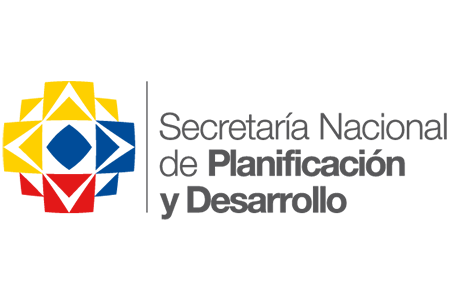 Secretaría Nacional
de Planificación
y Desarrollo